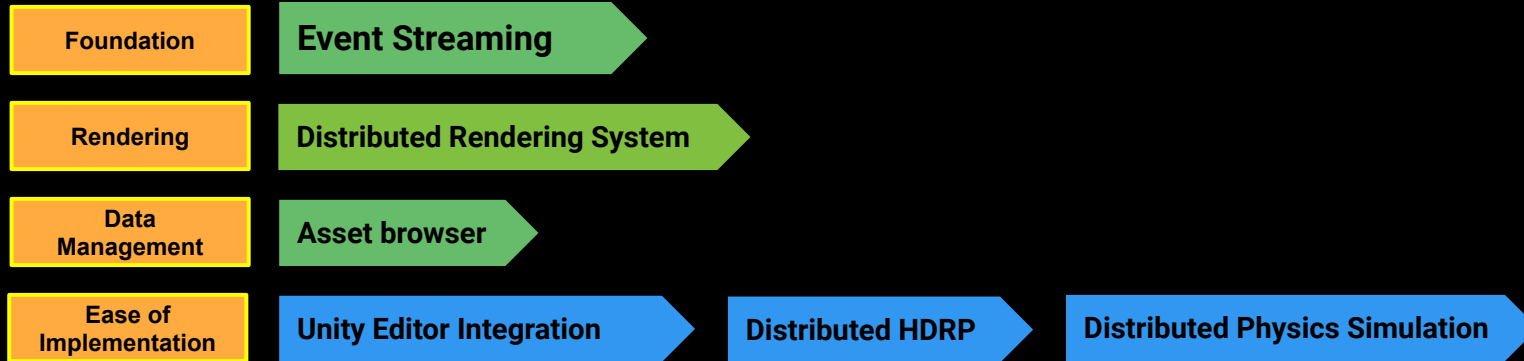 Foundation
Event Streaming
Rendering
Distributed Rendering System
Data
Management
Asset browser
Ease of
Implementation
Unity Editor Integration
Distributed HDRP
Distributed Physics Simulation